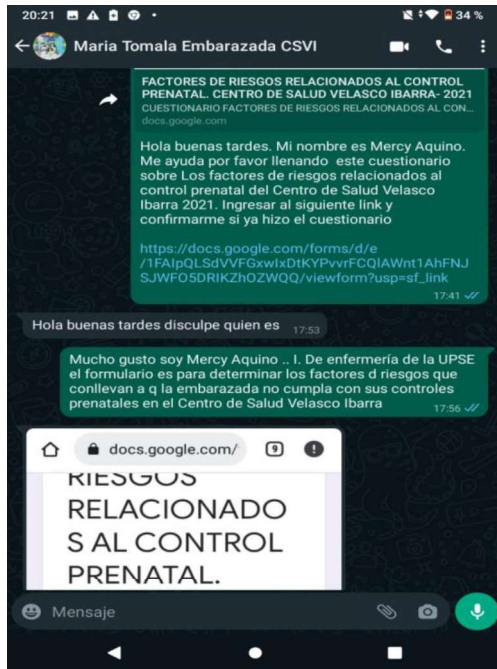 20:21
34 %
Maria Tomala Embarazada CSVI
FACTORES DE RIESGOS RELACIONADOS AL CONTROL
PRENATAL. CENTRO DE SALUD VELASCO IBARRA- 2021
CUESTIONARIO FACTORES DE RIESGOS RELACIONADOS AL CON...
docs.google.com
Hola buenas tardes. Mi nombre es Mercy Aquino.
Me ayuda por favor llenando este cuestionario
sobre Los factores de riesgos relacionados al
control prenatal del Centro de Salud Velasco
Ibarra 2021. Ingresar al siguiente link y
confirmarme si ya hizo el cuestionario
https://docs.google.com/forms/d/e
/1FAIpQLSdVVFGxwIxDtKYPvvrFCQIAWnt1AhFNJ
SJWFO5DRIKZhOZWQQ/viewform?usp=sf_link
17:41
Hola buenas tardes disculpe quien es 17:53
Mucho gusto soy Mercy Aquino .. I. De enfermería de la UPSE
el formulario es para determinar los factores d riesgos que
conllevan a q la embarazada no cumpla con sus controles
prenatales en el Centro de Salud Velasco Ibarra 17:56
docs.google.com/ 9
RIESGOS
RELACIONADO
S AL CONTROL
PRENATAL.
Mensaje